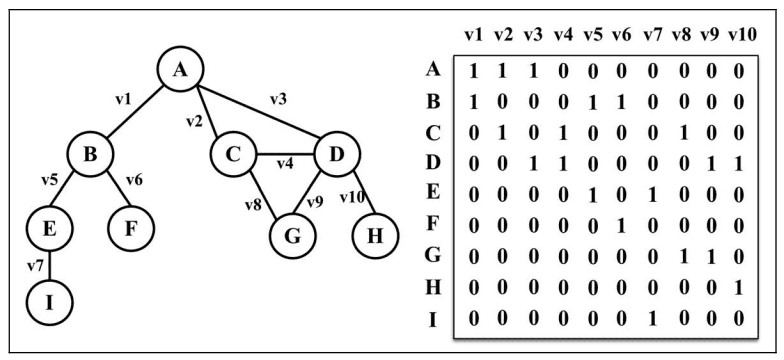 A
v1
v2
v3
B
C
v4
D
v5
v6
v8
v9
v10
E
F
G
H
v7
I
v1 v2 v3 v4 v5 v6 v7 v8 v9 v10
A 1 1 1 0 0 0 0 0 0 0
B 1 0 0 0 1 1 0 0 0 0
C 0 1 0 1 0 0 0 1 0 0
D 0 0 1 1 0 0 0 0 1 1
E 0 0 0 0 1 0 1 0 0 0
F 0 0 0 0 0 1 0 0 0 0
G 0 0 0 0 0 0 0 1 1 0
H 0 0 0 0 0 0 0 0 0 1
I 0 0 0 0 0 0 1 0 0 0